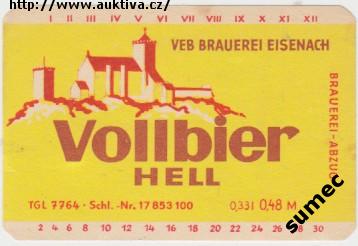 http://www.auktiva.cz/
I II III IV V VI VII VIII IX X XI XII
VEB BRAUEREI EISENACH
BRAUEREI-ABZUG
Vollbier
HELL
TGL 7764 · Schl.-Nr. 17 853 100 0,33 l 0,48 M
2 4 6 8 10 12 14 16 18 20 22 24 26 28 30
sumec